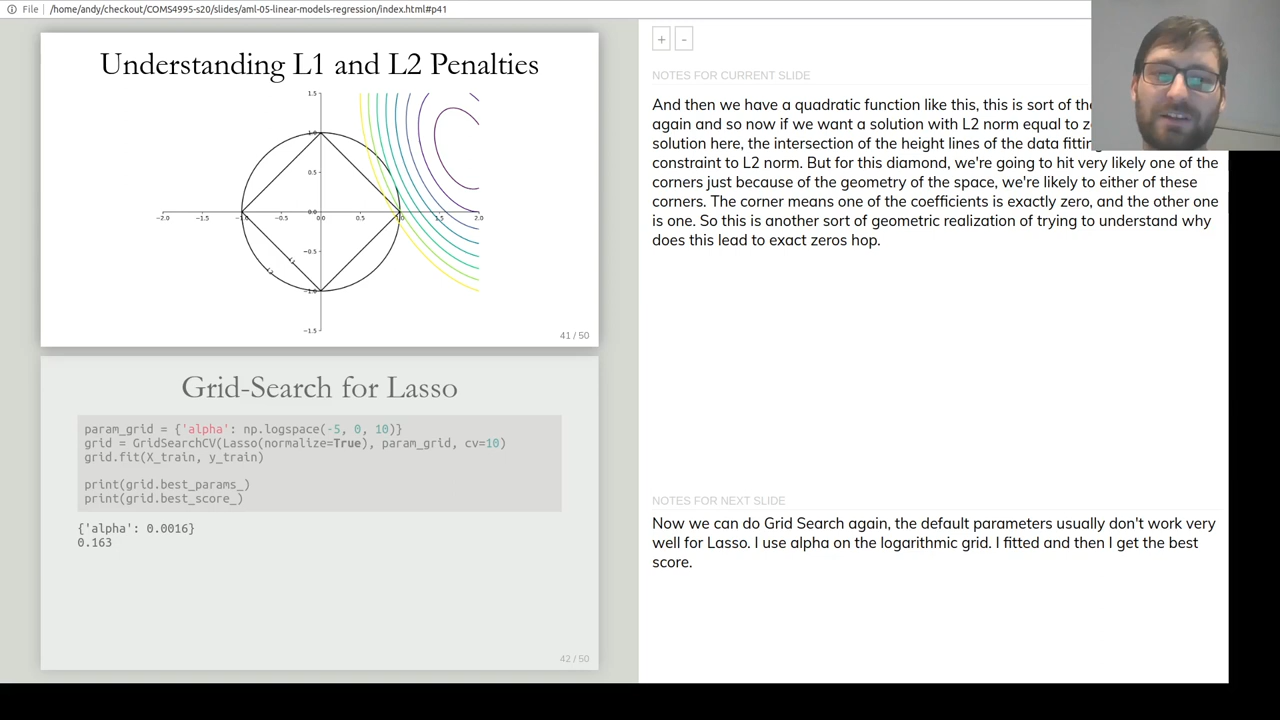 File /home/andy/checkout/COMS4995-s20/slides/aml-05-linear-models-regression/index.html#p41
Understanding L1 and L2 Penalties
1.5
1.0
0.5
0.0
−0.5
−1.0
−1.5
−2.0 −1.5 −1.0 −0.5 0.0 0.5 1.0 1.5 2.0
41 / 50
Grid-Search for Lasso
param_grid = {'alpha': np.logspace(-5, 0, 10)}
grid = GridSearchCV(Lasso(normalize=True), param_grid, cv=10)
grid.fit(X_train, y_train)
print(grid.best_params_)
print(grid.best_score_)
{'alpha': 0.0016}
0.163
42 / 50
+ -
NOTES FOR CURRENT SLIDE
And then we have a quadratic function like this, this is sort of the
again and so now if we want a solution with L2 norm equal to
solution here, the intersection of the height lines of the data
constraint to L2 norm. But for this diamond, we're going to hit very likely one of the
corners just because of the geometry of the space, we're likely to either of these
corners. The corner means one of the coefficients is exactly zero, and the other one
is one. So this is another sort of geometric realization of trying to understand why
does this lead to exact zeros hop.
NOTES FOR NEXT SLIDE
Now we can do Grid Search again, the default parameters usually don't work very
well for Lasso. I use alpha on the logarithmic grid. I fitted and then I get the best
score.